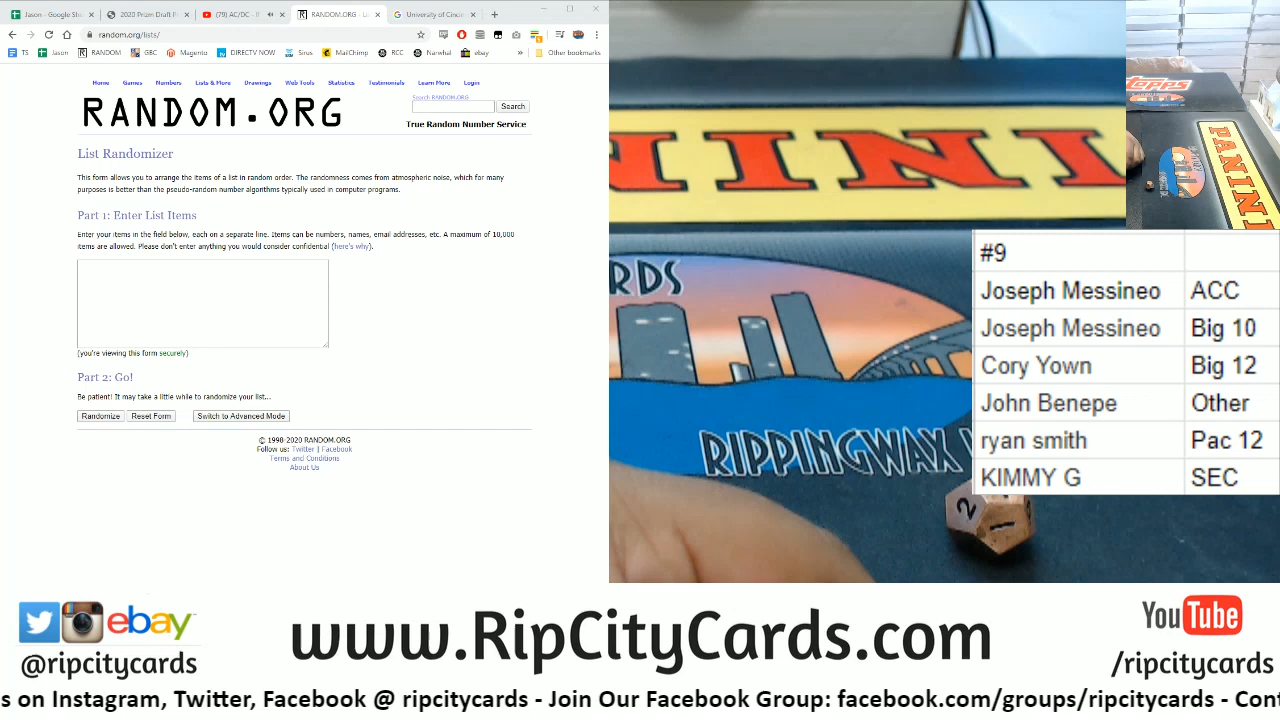 Jason - Google She
2020 Prizm Draft P
(79) AC/DC - 
RANDOM.ORG - Li
University of Cincin
random.org/lists/
TS
Jason
RANDOM
GBC
Magento
DIRECTV NOW
Sirus
MailChimp
RCC
Narwhal
ebay
Other bookmarks
Home
Games
Numbers
Lists & More
Drawings
Web Tools
Statistics
Testimonials
Learn More
Login
RANDOM.ORG
Search RANDOM.ORG
Search
True Random Number Service
List Randomizer
This form allows you to arrange the items of a list in random order. The randomness comes from atmospheric noise, which for many
purposes is better than the pseudo-random number algorithms typically used in computer programs.
Part 1: Enter List Items
Enter your items in the field below, each on a separate line. Items can be numbers, names, email addresses, etc. A maximum of 10,000
items are allowed. Please don't enter anything you would consider confidential (here's why).
(you're viewing this form securely)
Part 2: Go!
Be patient! It may take a little while to randomize your list...
Randomize
Reset Form
Switch to Advanced Mode
© 1998-2020 RANDOM.ORG
Follow us: Twitter | Facebook
Terms and Conditions
About Us
NINI
RDS
RIPPINGWAX
2
1
TOPPS
PANINI
#9
Joseph Messineo ACC
Joseph Messineo Big 10
Cory Yown Big 12
John Benepe Other
ryan smith Pac 12
KIMMY G SEC
ebay
@ripcitycards
www.RipCityCards.com
YouTube
/ripcitycards
s on Instagram, Twitter, Facebook @ ripcitycards - Join Our Facebook Group: facebook.com/groups/ripcitycards - Cont